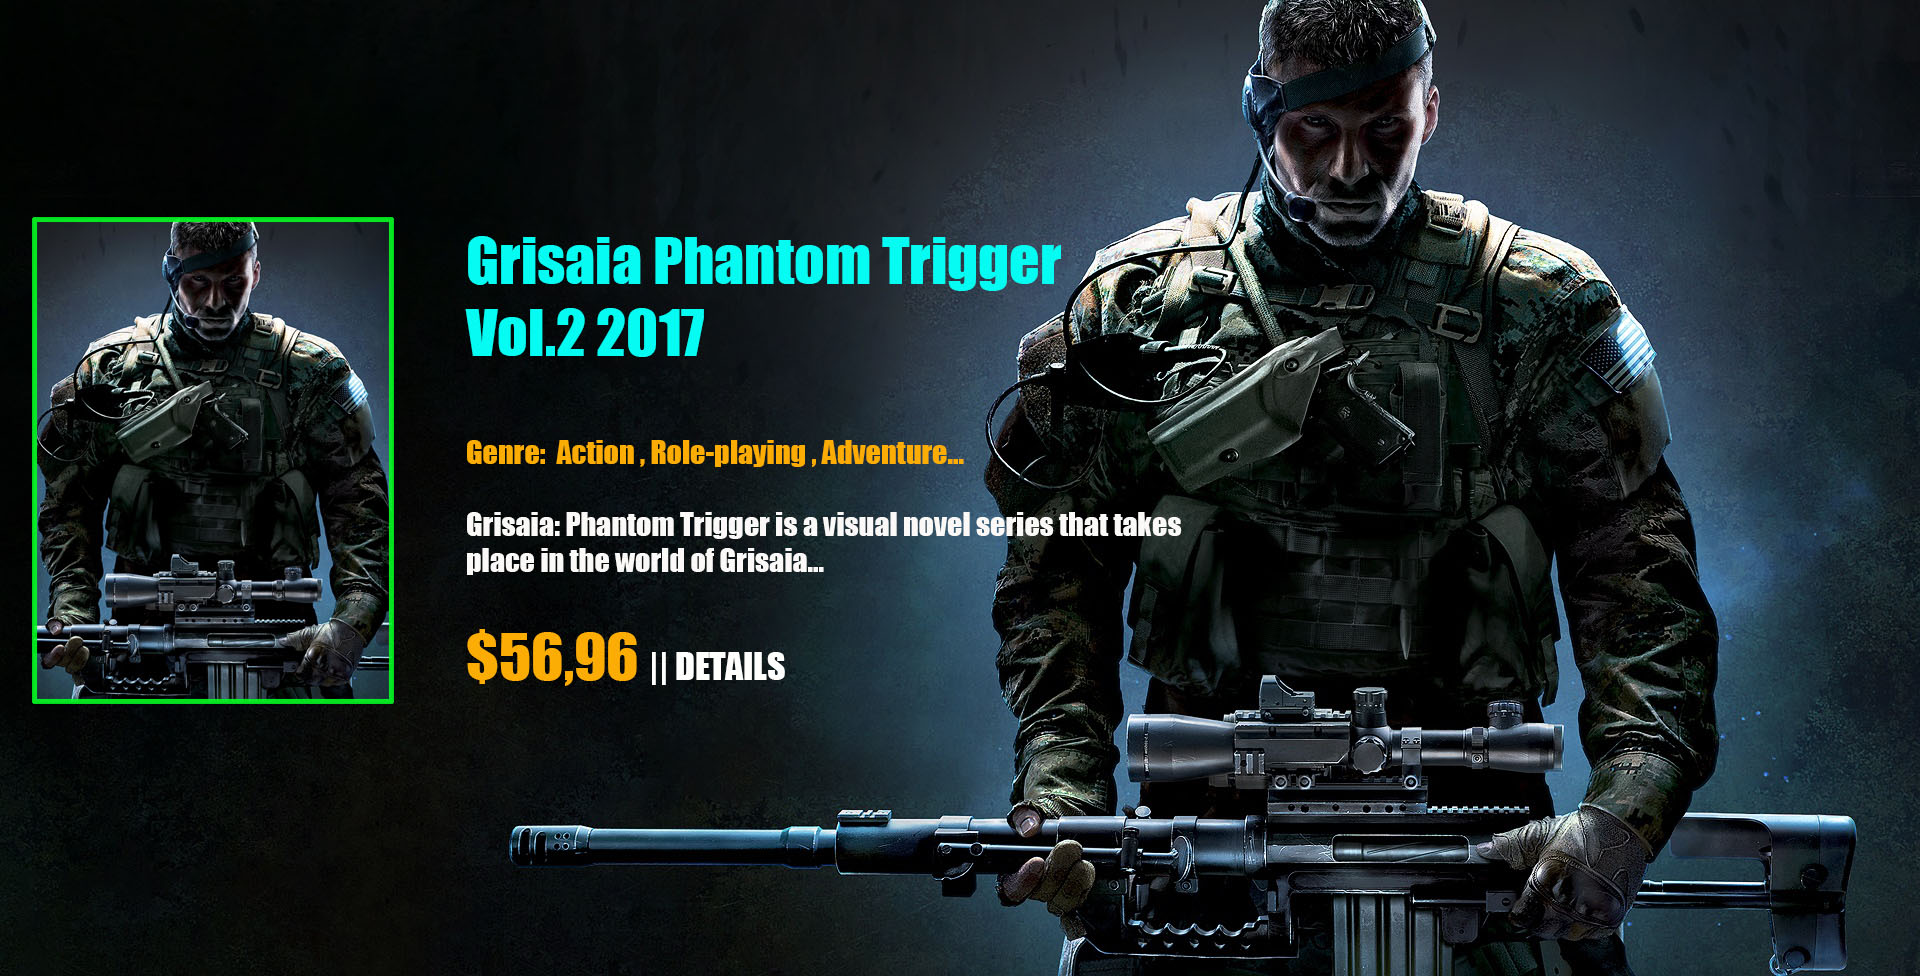 Grisaia Phantom Trigger
Vol.2 2017
Genre:  Action , Role-playing , Adventure...
Grisaia: Phantom Trigger is a visual novel series that takes
place in the world of Grisaia...
$56,96 || DETAILS